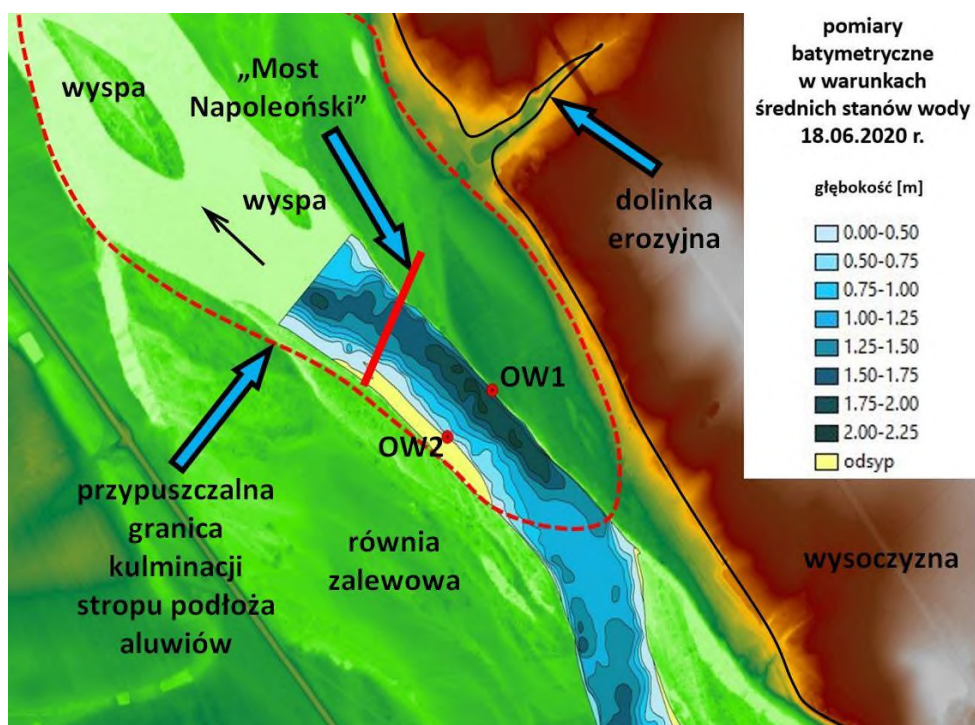 pomiary
batymetryczne
w warunkach
średnich stanów wody
18.06.2020 r.
głębokość [m]
0.00-0.50
0.50-0.75
0.75-1.00
1.00-1.25
1.25-1.50
1.50-1.75
1.75-2.00
2.00-2.25
odsyp
wyspa
„Most
Napoleoński”
wyspa
dolinka
erozyjna
OW1
OW2
przypuszczalna
granica
kulminacji
stropu podłoża
aluwiów
równia
zalewowa
wysoczyzna